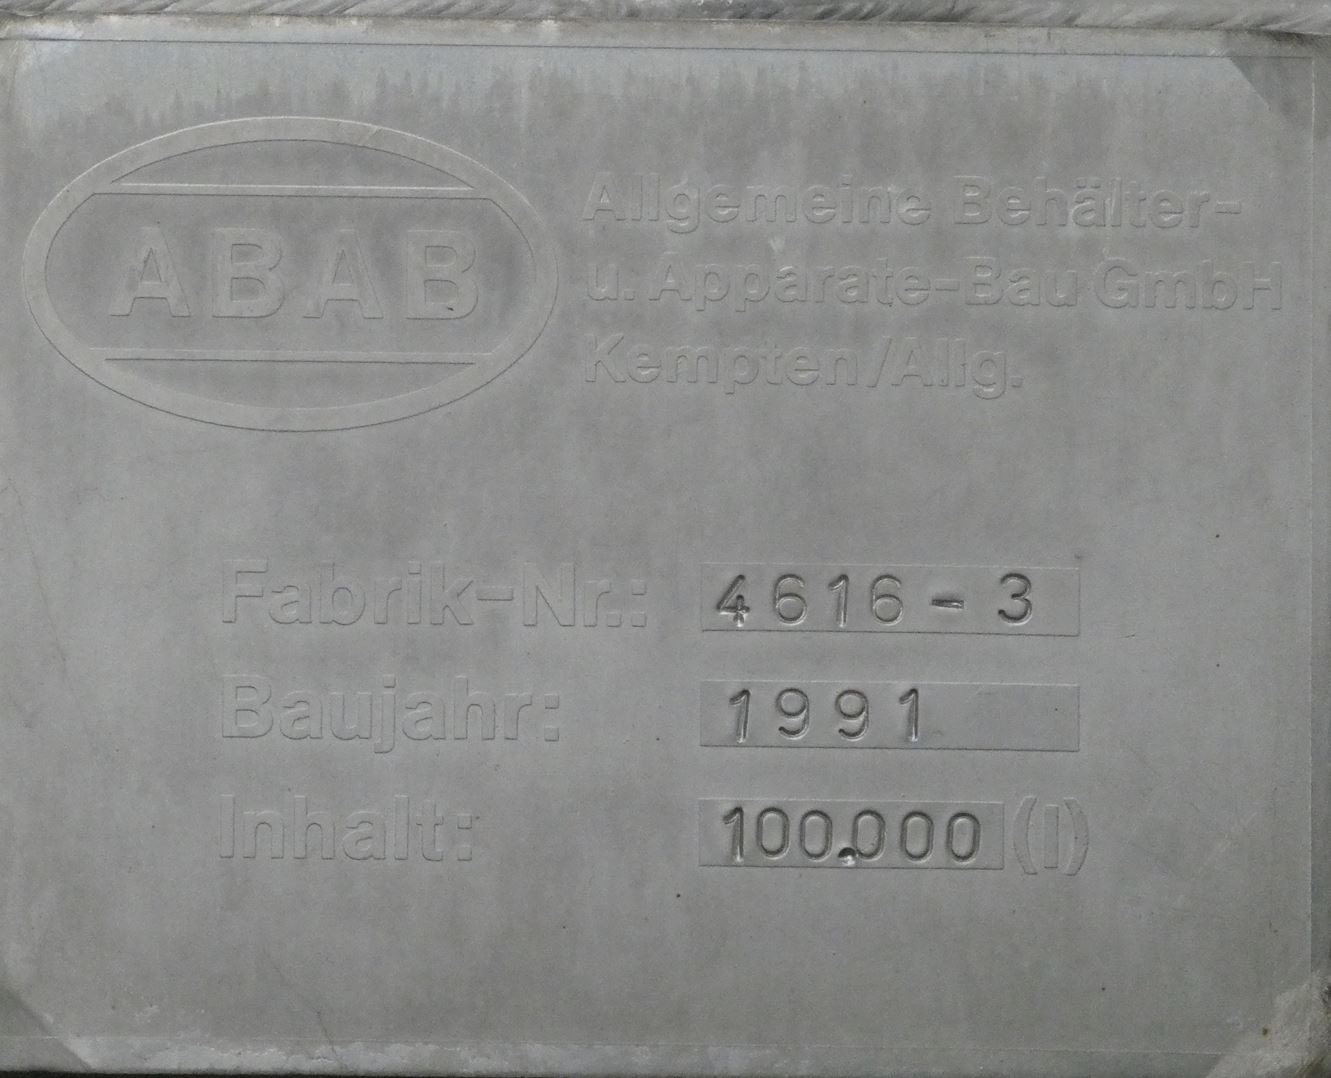 ABAB
Allgemeine Behälter-
u. Apparate-Bau GmbH
Kempten/Allg.
Fabrik-Nr.: 4616-3
Baujahr: 1991
Inhalt: 100.000 (l)